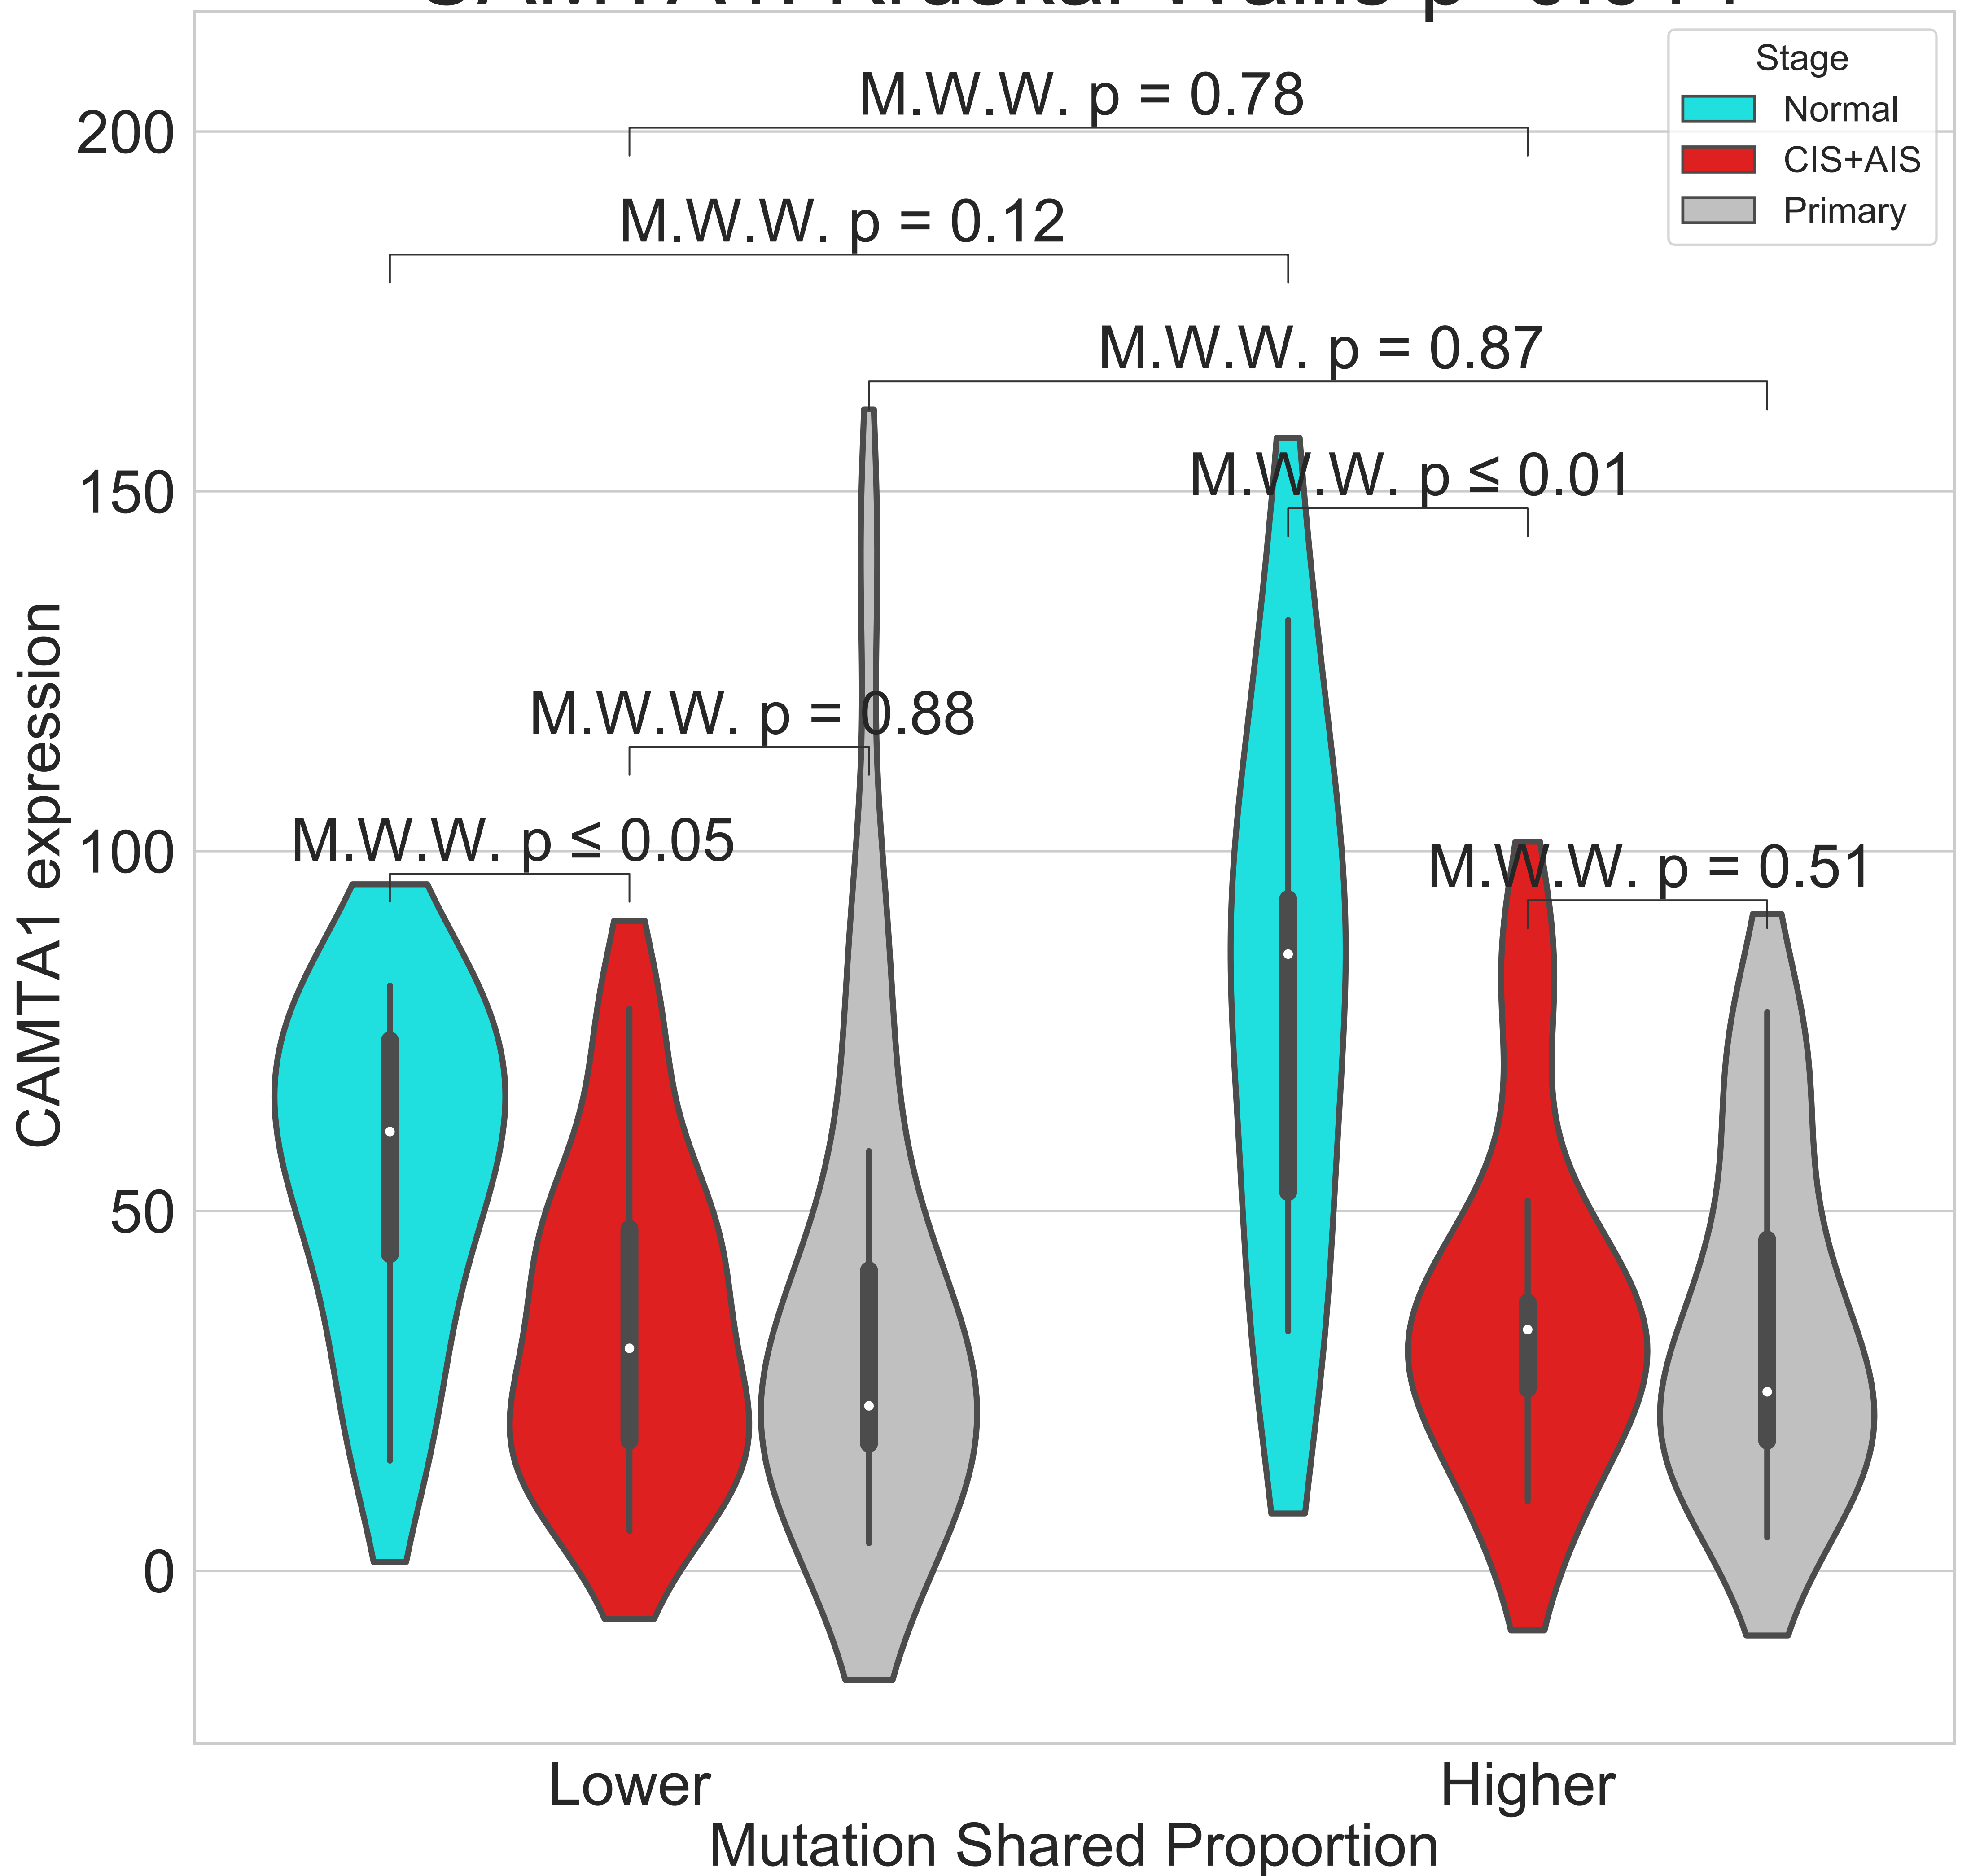 Stage
Normal
CIS+AIS
Primary
M.W.W. p = 0.78
M.W.W. p = 0.12
M.W.W. p = 0.87
M.W.W. p ≤ 0.01
M.W.W. p = 0.88
M.W.W. p ≤ 0.05
M.W.W. p = 0.51
200
150
100
50
0
CAMTA1 expression
Lower
Higher
Mutation Shared Proportion